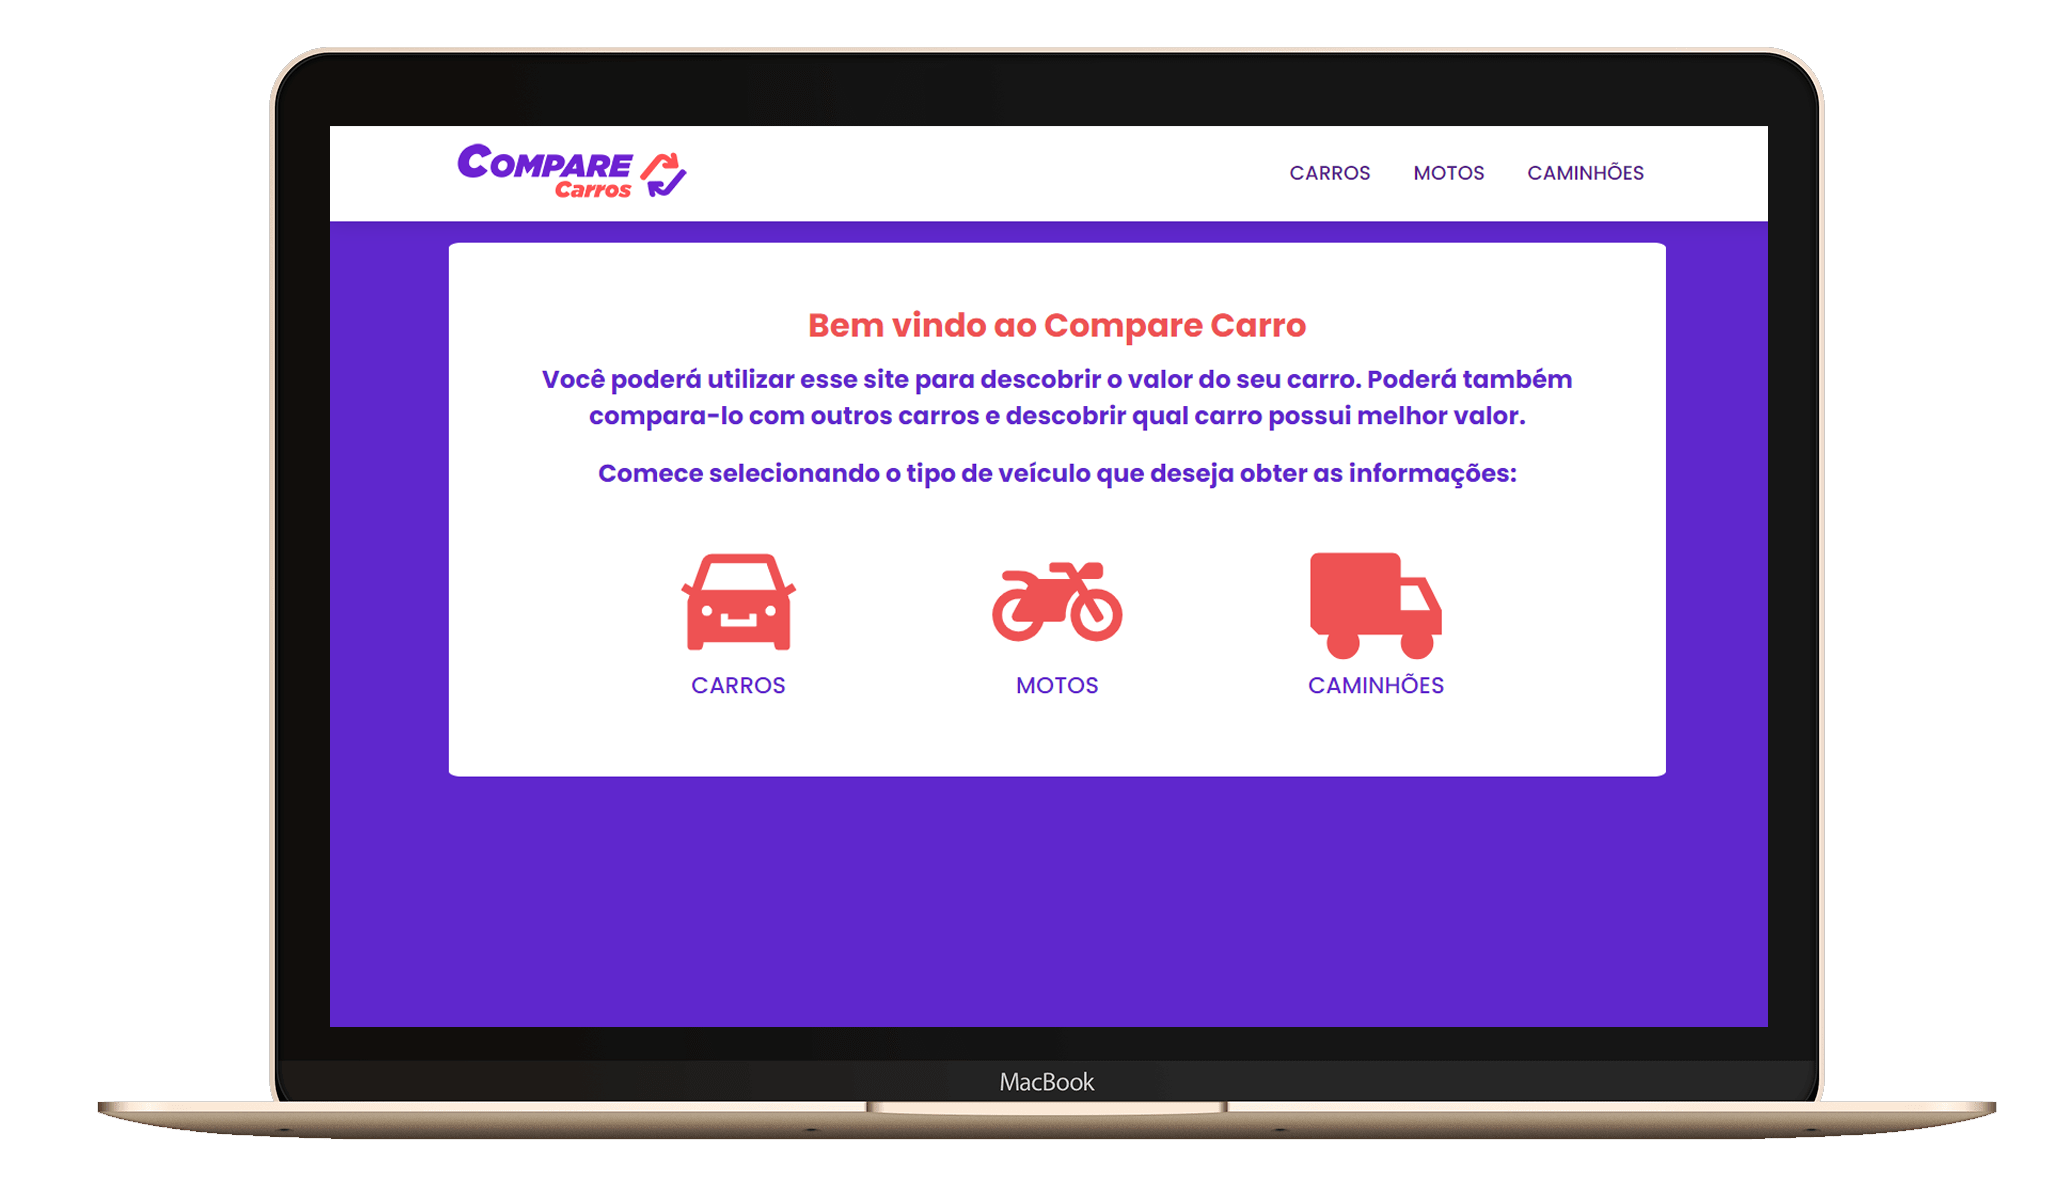 COMPARE
Carros
CARROS MOTOS CAMINHÕES
Bem vindo ao Compare Carro
Você poderá utilizar esse site para descobrir o valor do seu carro. Poderá também
compara-lo com outros carros e descobrir qual carro possui melhor valor.
Comece selecionando o tipo de veículo que deseja obter as informações:
CARROS MOTOS CAMINHÕES
MacBook